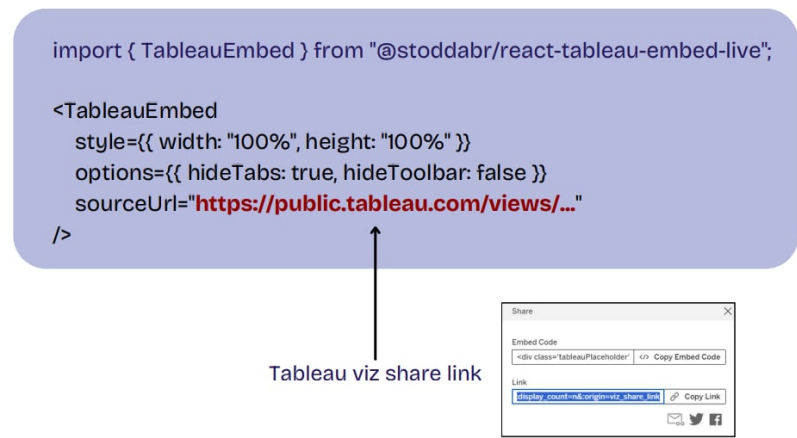 import { TableauEmbed } from "@stoddabr/react-tableau-embed-live";
<TableauEmbed
style={{ width: "100%", height: "100%" }}
options={{ hideTabs: true, hideToolbar: false }}
sourceUrl="https://public.tableau.com/views/..."
/>
Tableau viz share link
Share
Embed Code
<div class='tableauPlaceholder' </> Copy Embed Code
Link
:display_count=n&:origin=viz_share_link Copy Link